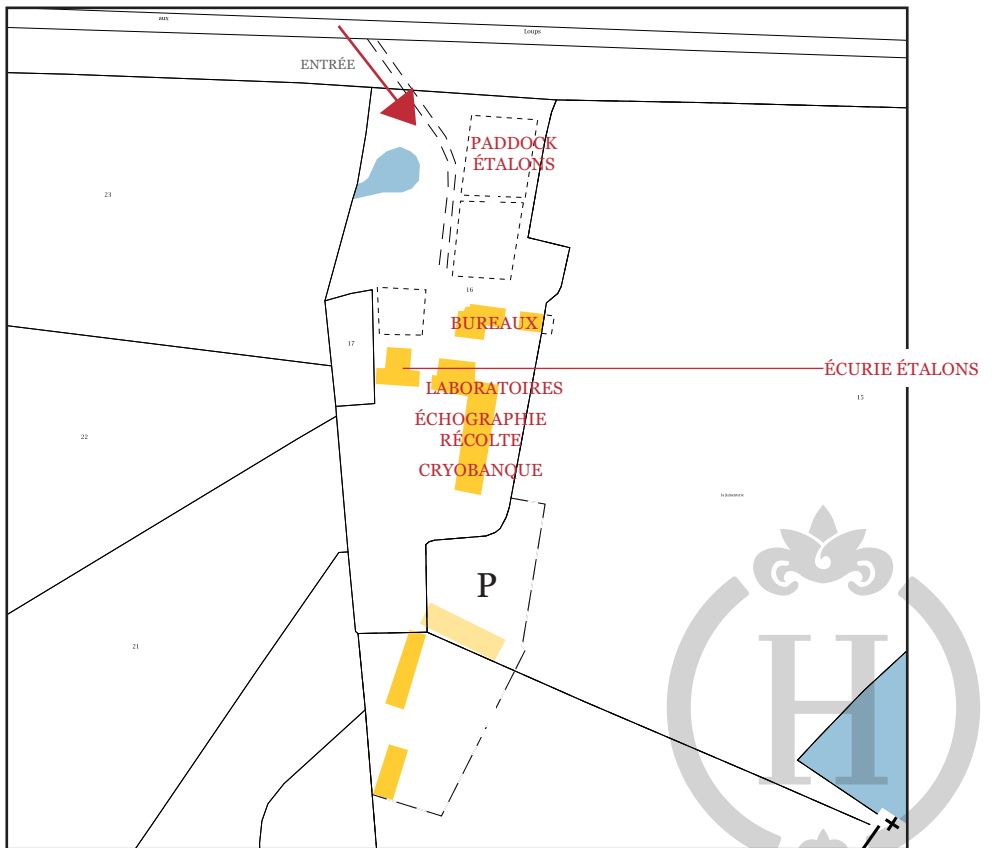 aux
Loups
ENTRÉE
PADDOCK
ÉTALONS
23
16
BUREAUX
17
ÉCURIE ÉTALONS
LABORATOIRES
15
ÉCHOGRAPHIE
22
RÉCOLTE
CRYOBANQUE
P
21
H